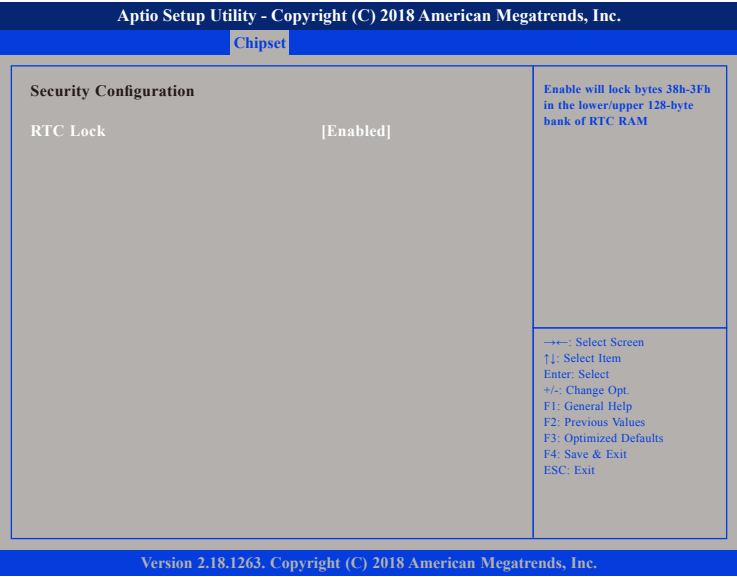 Aptio Setup Utility - Copyright (C) 2018 American Megatrends, Inc.
Chipset
Security Configuration
RTC Lock [Enabled]
Enable will lock bytes 38h-3Fh
in the lower/upper 128-byte
bank of RTC RAM
→←: Select Screen
↑↓: Select Item
Enter: Select
+/-: Change Opt.
F1: General Help
F2: Previous Values
F3: Optimized Defaults
F4: Save & Exit
ESC: Exit
Version 2.18.1263. Copyright (C) 2018 American Megatrends, Inc.